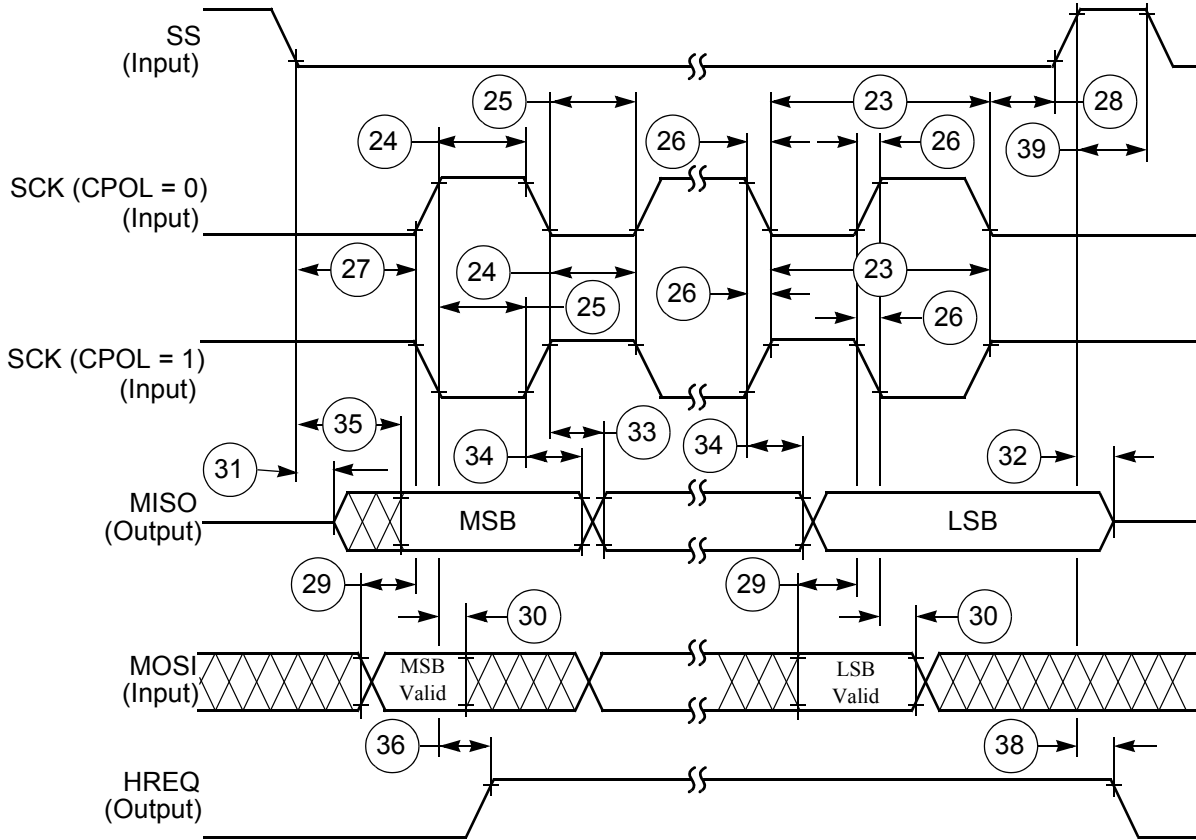 SS
(Input)
25
23
28
24
26
26
39
SCK (CPOL = 0)
(Input)
27
24
23
26
25
26
SCK (CPOL = 1)
(Input)
35
33
34
34
31
32
MISO
(Output)
MSB
LSB
29
29
30
30
MOSI
(Input)
MSB
Valid
LSB
Valid
36
38
HREQ
(Output)